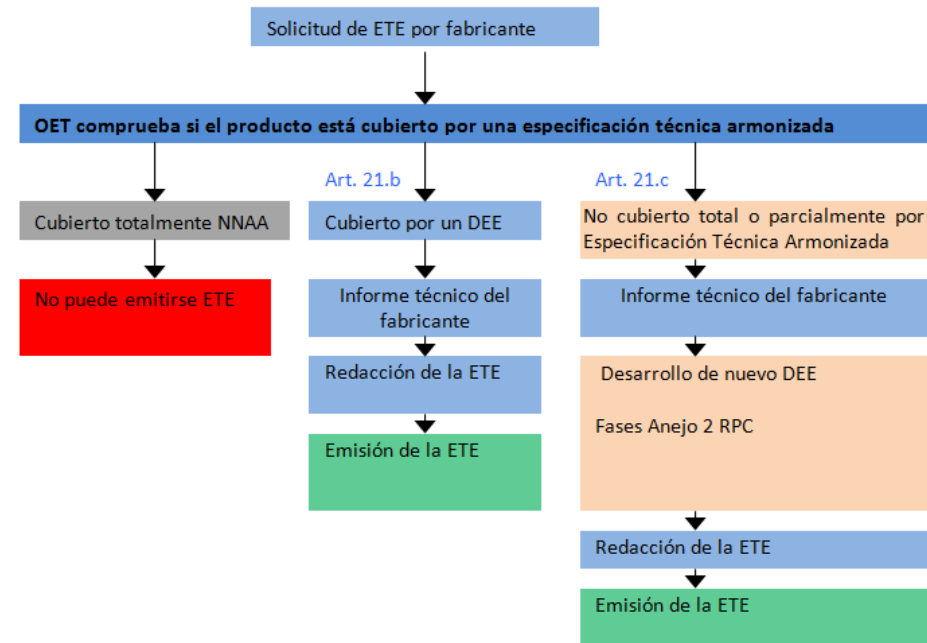 Solicitud de ETE por fabricante
OET comprueba si el producto está cubierto por una especificación técnica armonizada
Cubierto totalmente NNAA
No puede emitirse ETE
Art. 21.b
Cubierto por un DEE
Informe técnico del
fabricante
Redacción de la ETE
Emisión de la ETE
Art. 21.c
No cubierto total o parcialmente por
Especificación Técnica Armonizada
Informe técnico del fabricante
Desarrollo de nuevo DEE
Fases Anejo 2 RPC
Redacción de la ETE
Emisión de la ETE